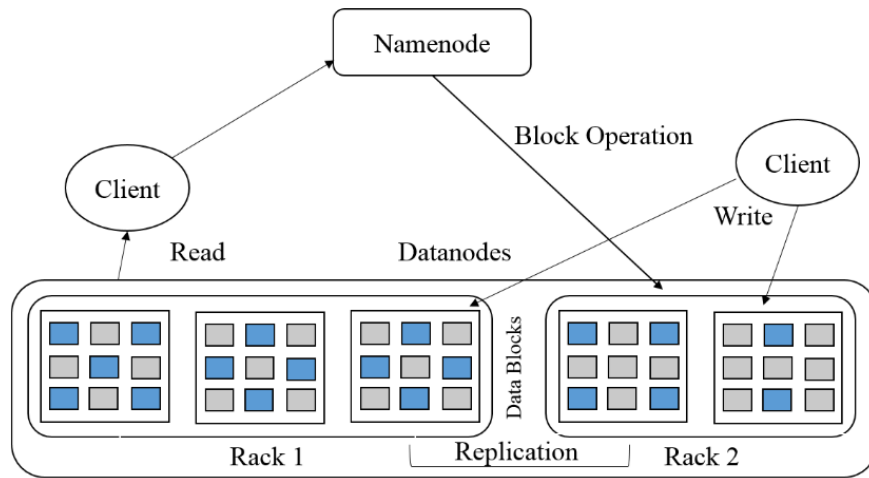 Namenode
Block Operation
Client
Client
Write
Read
Datanodes
Data Blocks
Rack 1
Replication
Rack 2